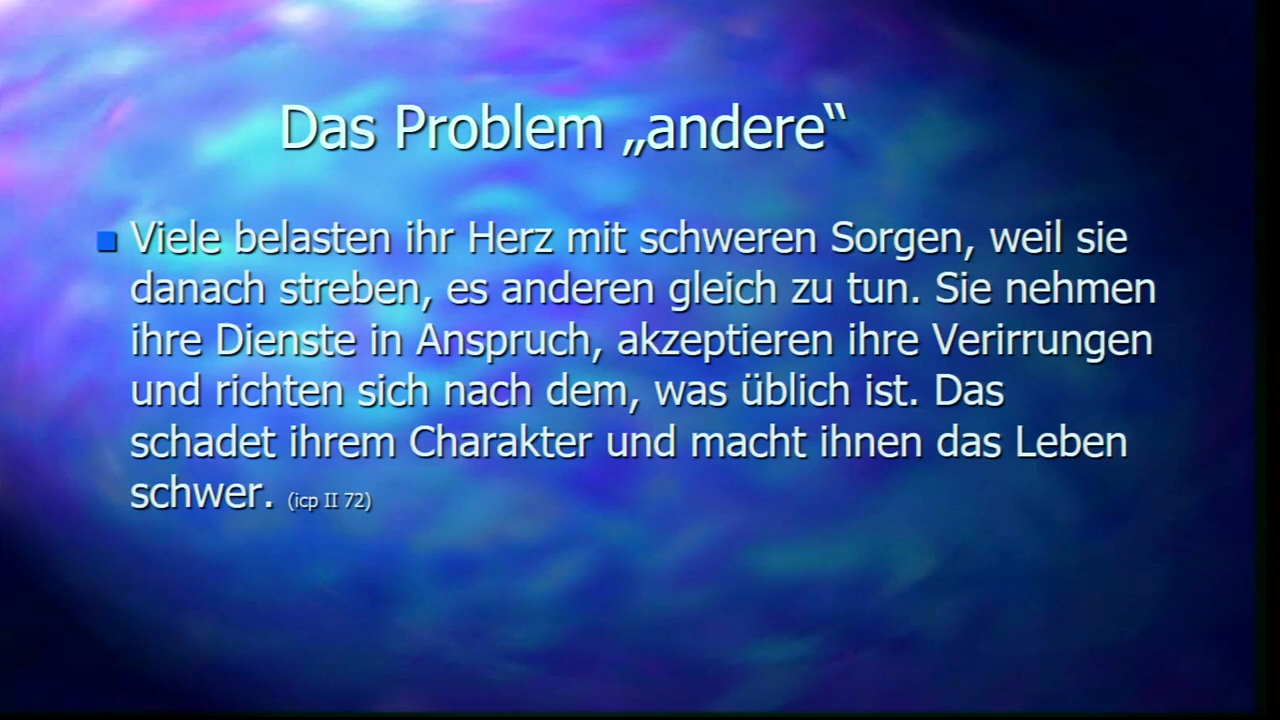 Das Problem „andere“
Viele belasten ihr Herz mit schweren Sorgen, weil sie
danach streben, es anderen gleich zu tun. Sie nehmen
ihre Dienste in Anspruch, akzeptieren ihre Verirrungen
und richten sich nach dem, was üblich ist. Das
schadet ihrem Charakter und macht ihnen das Leben
schwer. (icp II 72)